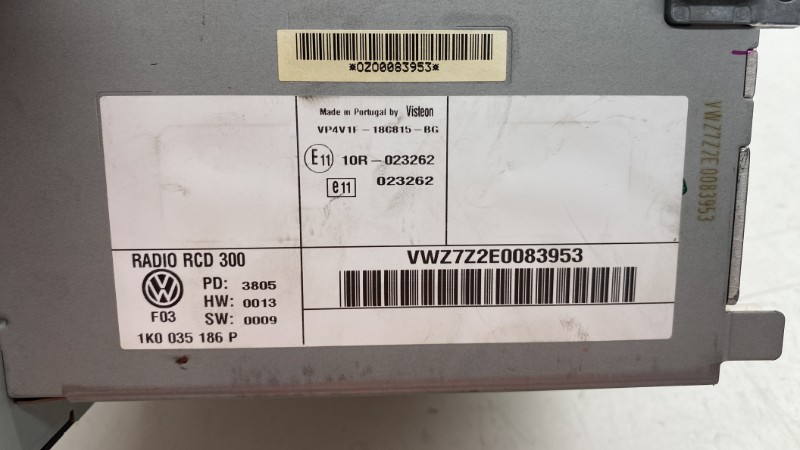 *OZO0083953*
Made in Portugal by Visteon
VP4V1F-18C815-BG
E11 10R-023262
e11 023262
RADIO RCD 300
PD: 3805
HW: 0013
F03 SW: 0009
1K0 035 186 P
VWZ7Z2E0083953
VWZ7Z2E0083953